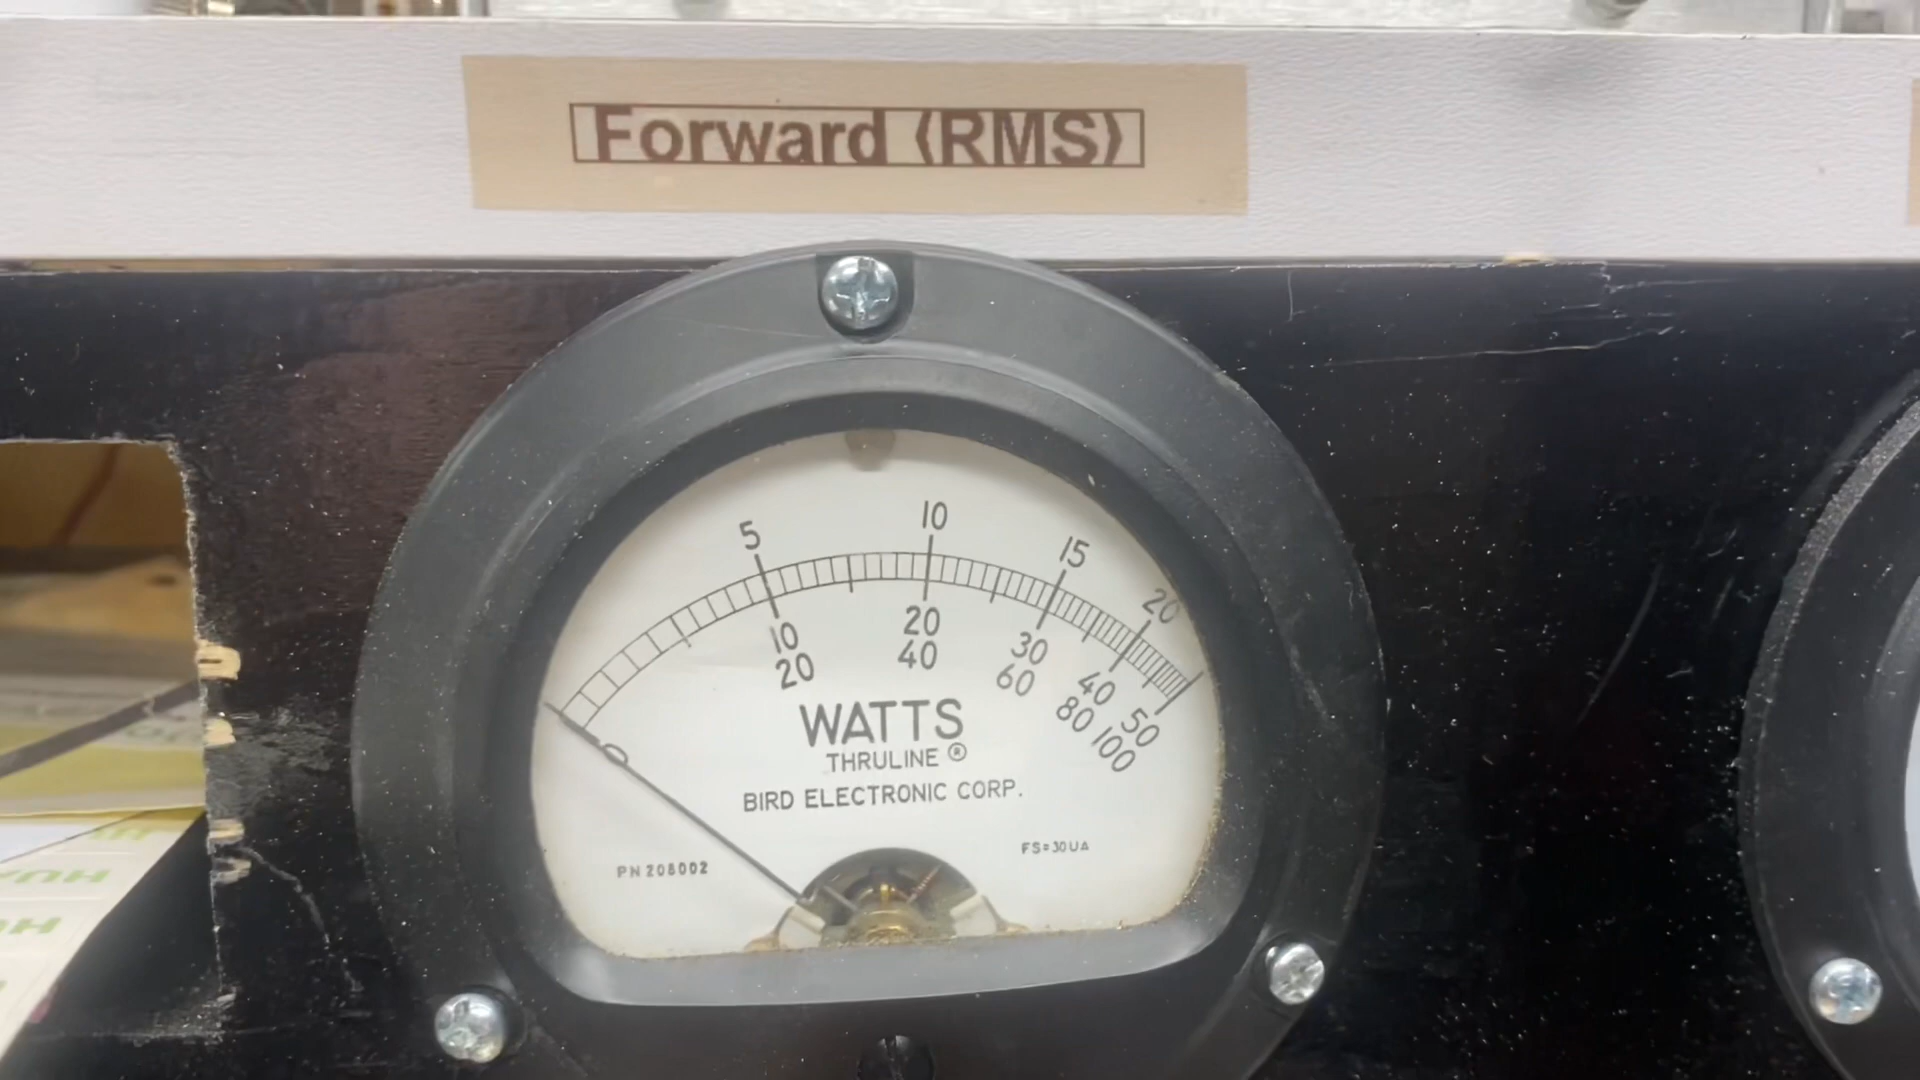 Forward (RMS)
5 10 15 20
0 10 20 30 40 50
20 40 60 80 100
WATTS
THRULINE ®
BIRD ELECTRONIC CORP.
PN 208002
FS=30UA